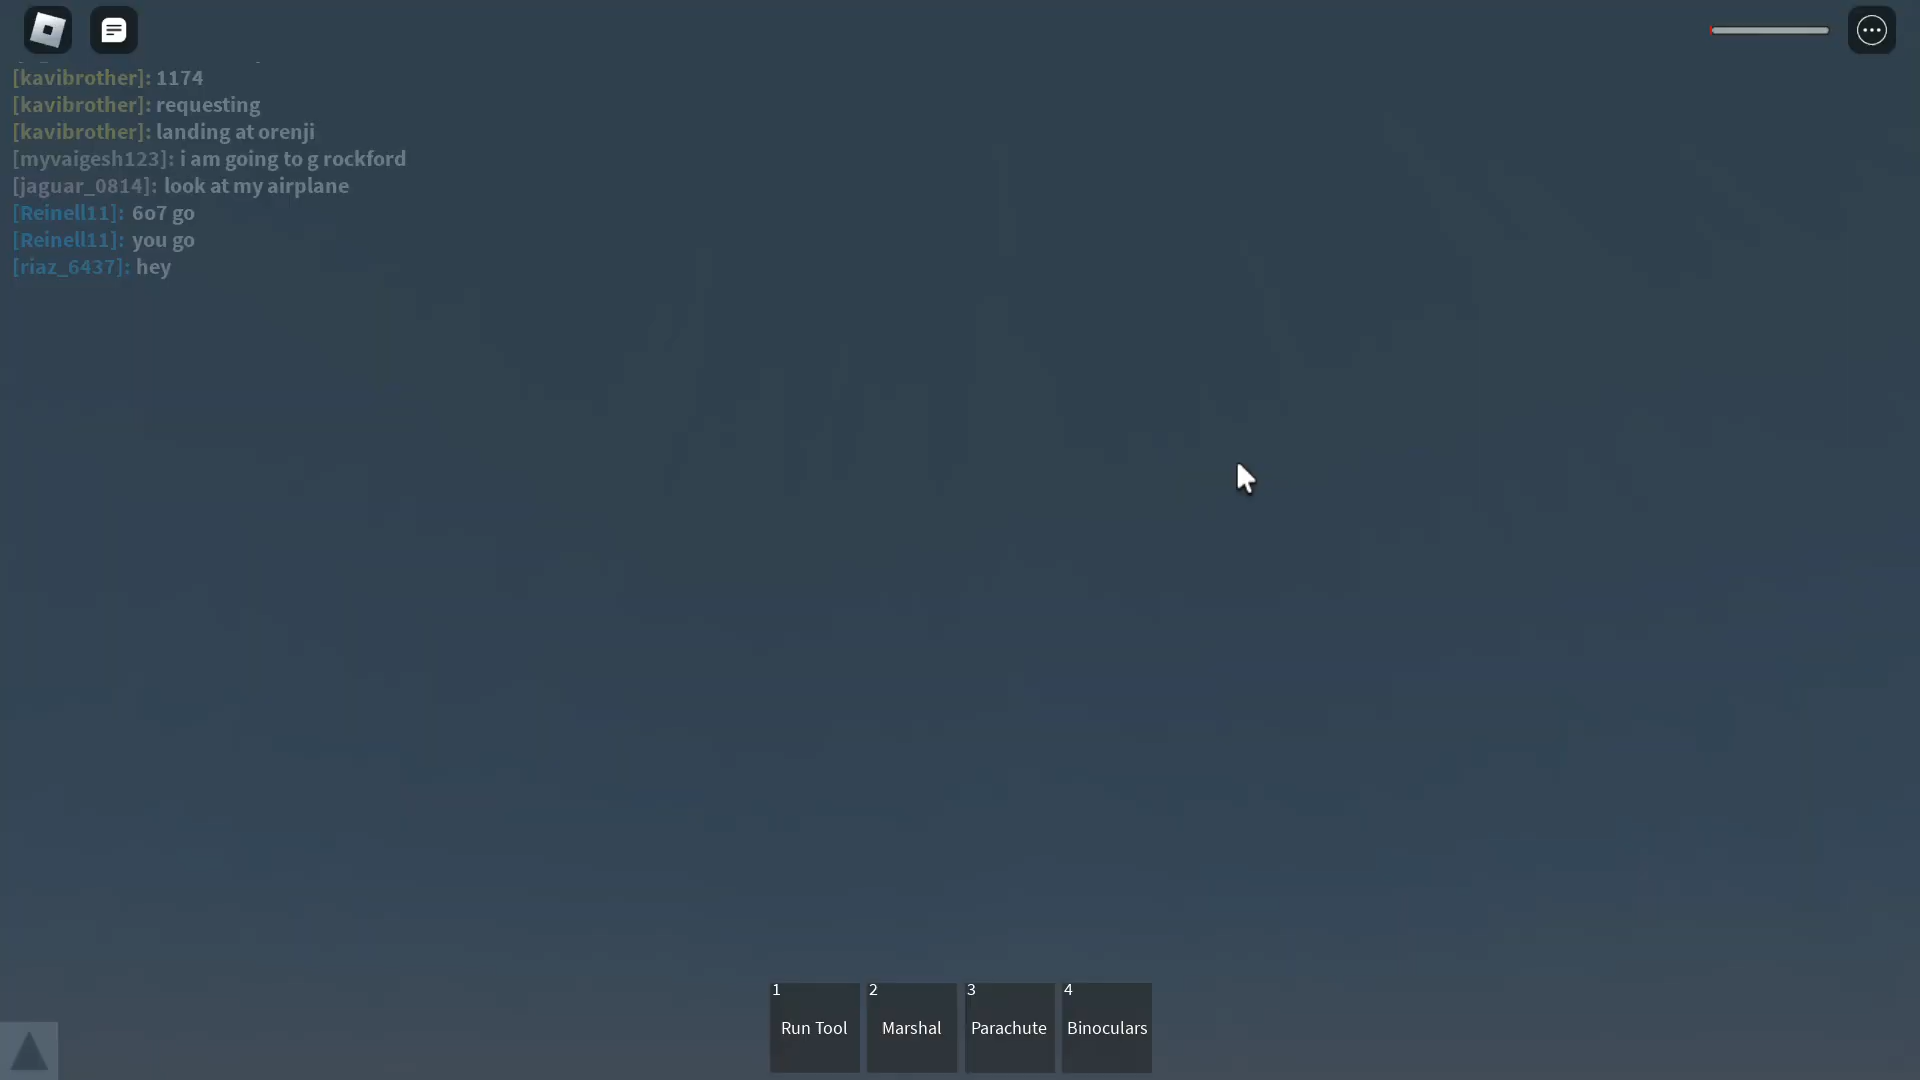 [kavibrother]: 1174
[kavibrother]: requesting
[kavibrother]: landing at orenji
[myvaigesh123]: i am going to g rockford
[jaguar_0814]: look at my airplane
[Reinell11]: 6o7 go
[Reinell11]: you go
[riaz_6437]: hey
1 2 3 4
Run Tool Marshal Parachute Binoculars